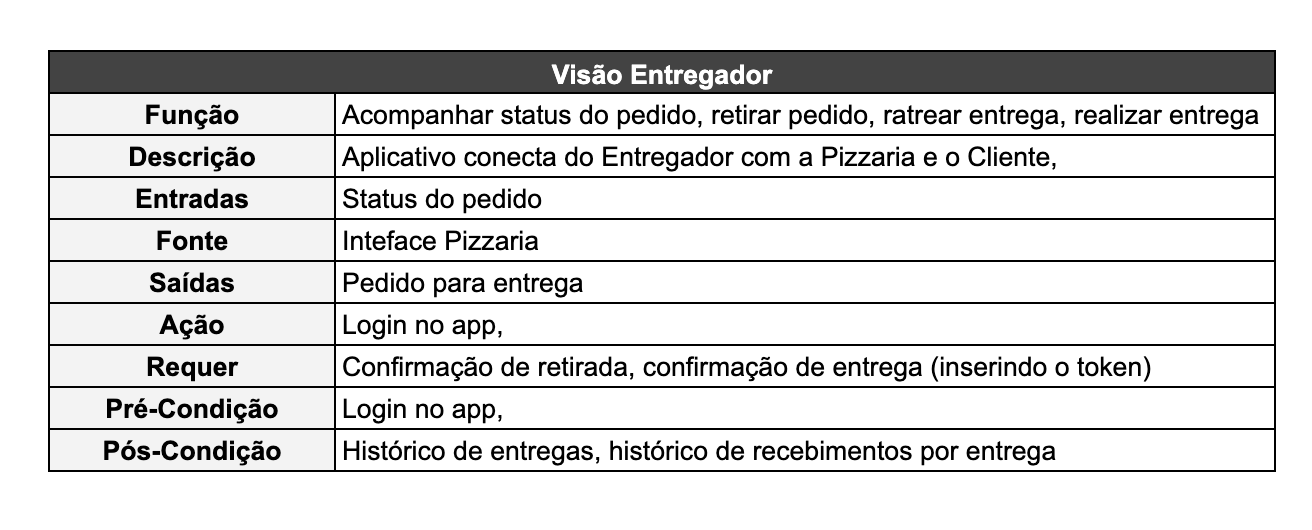 Visão Entregador
Função Acompanhar status do pedido, retirar pedido, ratrear entrega, realizar entrega
Descrição Aplicativo conecta do Entregador com a Pizzaria e o Cliente,
Entradas Status do pedido
Fonte Inteface Pizzaria
Saídas Pedido para entrega
Ação Login no app,
Requer Confirmação de retirada, confirmação de entrega (inserindo o token)
Pré-Condição Login no app,
Pós-Condição Histórico de entregas, histórico de recebimentos por entrega